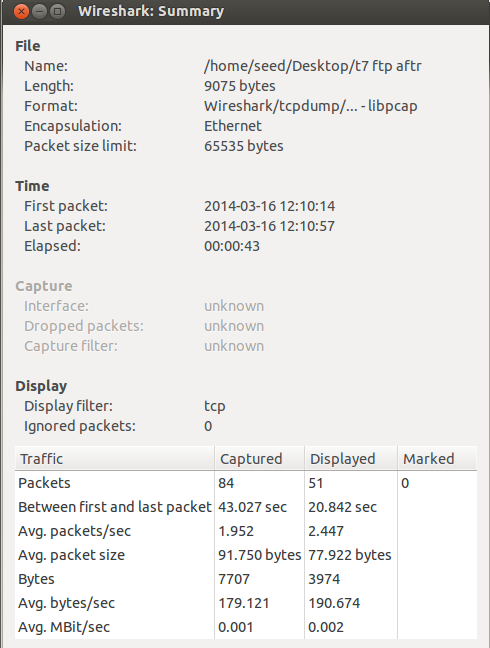 Wireshark: Summary
File
Name: /home/seed/Desktop/t7 ftp aftr
Length: 9075 bytes
Format: Wireshark/tcpdump/... - libpcap
Encapsulation: Ethernet
Packet size limit: 65535 bytes
Time
First packet: 2014-03-16 12:10:14
Last packet: 2014-03-16 12:10:57
Elapsed: 00:00:43
Capture
Interface: unknown
Dropped packets: unknown
Capture filter: unknown
Display
Display filter: tcp
Ignored packets: 0
Traffic Captured Displayed Marked
Packets 84 51 0
Between first and last packet 43.027 sec 20.842 sec
Avg. packets/sec 1.952 2.447
Avg. packet size 91.750 bytes 77.922 bytes
Bytes 7707 3974
Avg. bytes/sec 179.121 190.674
Avg. MBit/sec 0.001 0.002